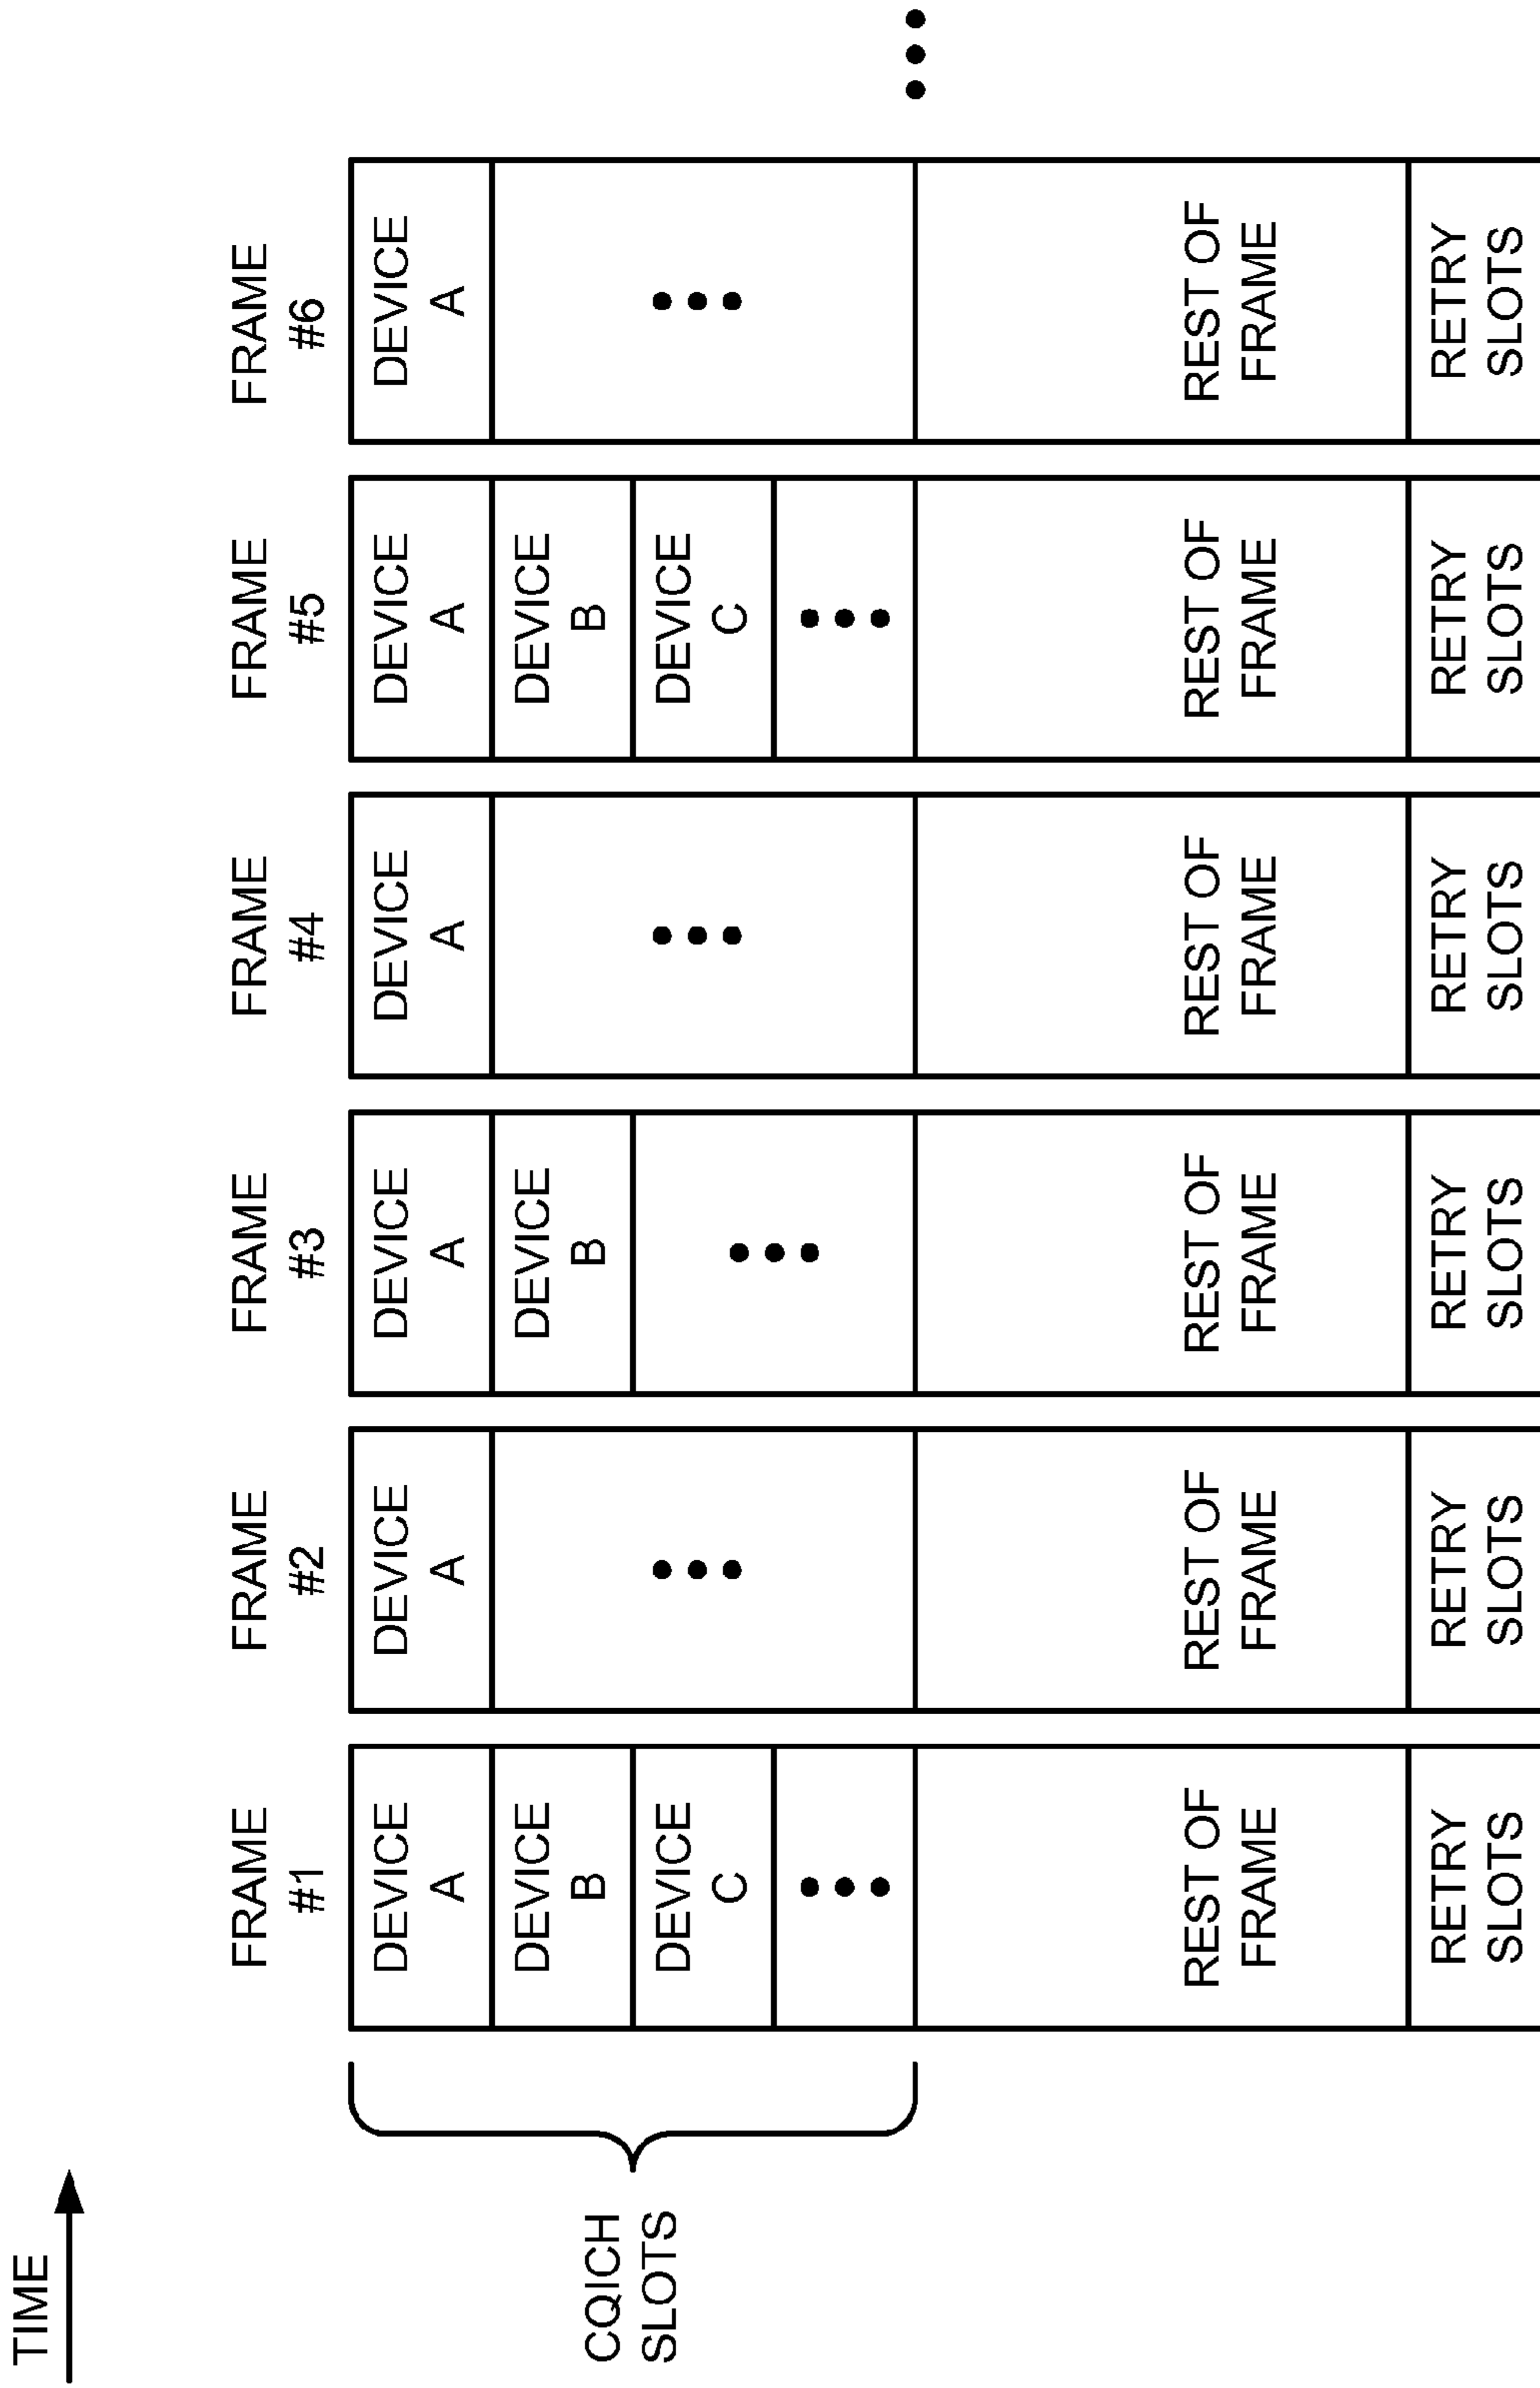 TIME
FRAME
#1
FRAME
#2
FRAME
#3
FRAME
#4
FRAME
#5
FRAME
#6
CQICH
SLOTS
DEVICE
A
DEVICE
B
DEVICE
C
REST OF
FRAME
RETRY
SLOTS
DEVICE
A
REST OF
FRAME
RETRY
SLOTS
DEVICE
A
DEVICE
B
REST OF
FRAME
RETRY
SLOTS
DEVICE
A
REST OF
FRAME
RETRY
SLOTS
DEVICE
A
DEVICE
B
DEVICE
C
REST OF
FRAME
RETRY
SLOTS
DEVICE
A
REST OF
FRAME
RETRY
SLOTS